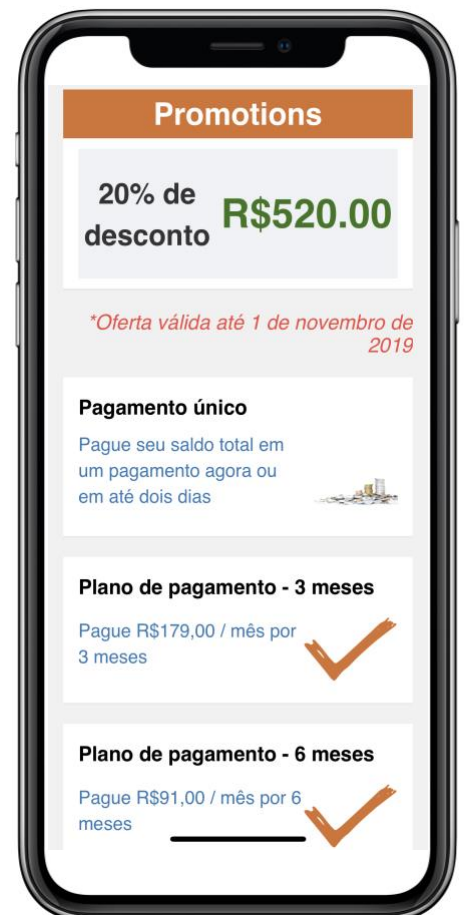 Promotions
20% de
desconto
R$520.00
*Oferta válida até 1 de novembro de
2019
Pagamento único
Pague seu saldo total em
um pagamento agora ou
em até dois dias
Plano de pagamento - 3 meses
Pague R$179,00 / mês por
3 meses
Plano de pagamento - 6 meses
Pague R$91,00 / mês por 6
meses